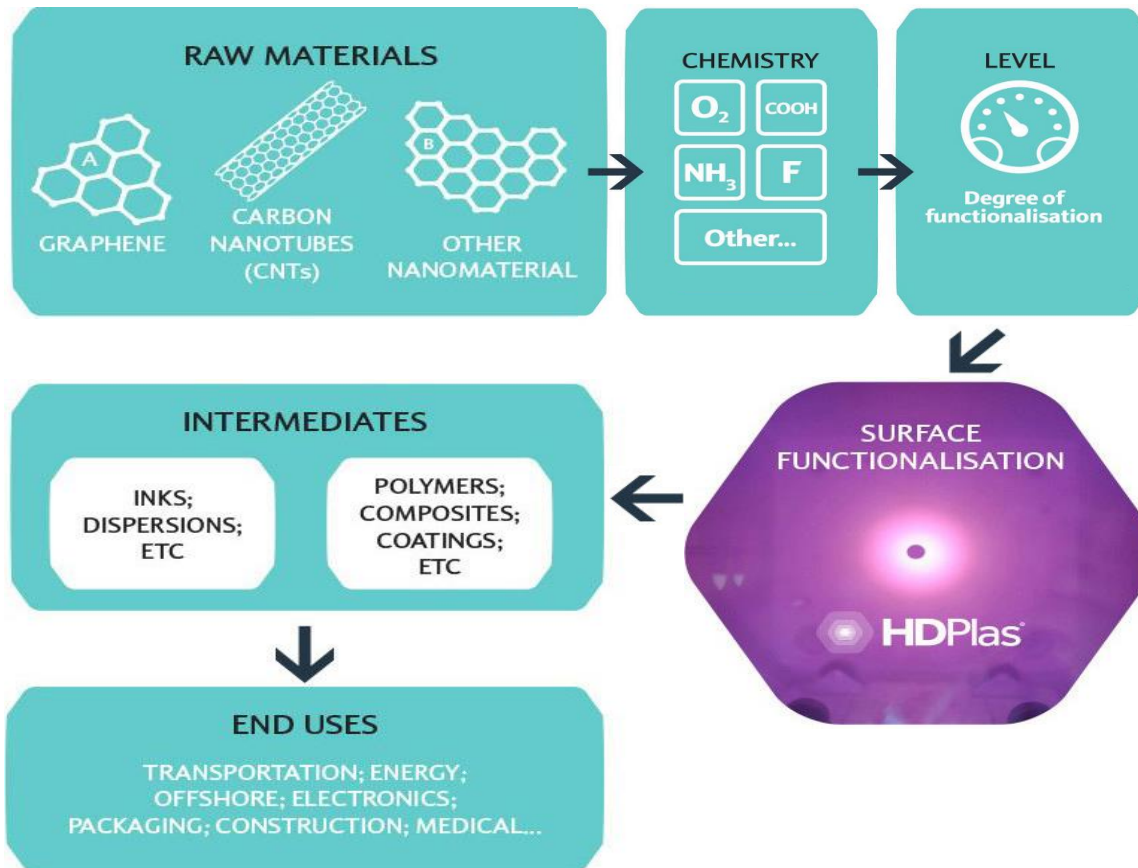 RAW MATERIALS
A
GRAPHENE
CARBON
NANOTUBES
(CNTs)
B
OTHER
NANOMATERIAL
CHEMISTRY
O₂
COOH
NH₃
F
Other...
LEVEL
Degree of
functionalisation
SURFACE
FUNCTIONALISATION
HDPlas®
INTERMEDIATES
INKS;
DISPERSIONS;
ETC
POLYMERS;
COMPOSITES;
COATINGS;
ETC
END USES
TRANSPORTATION; ENERGY;
OFFSHORE; ELECTRONICS;
PACKAGING; CONSTRUCTION; MEDICAL...